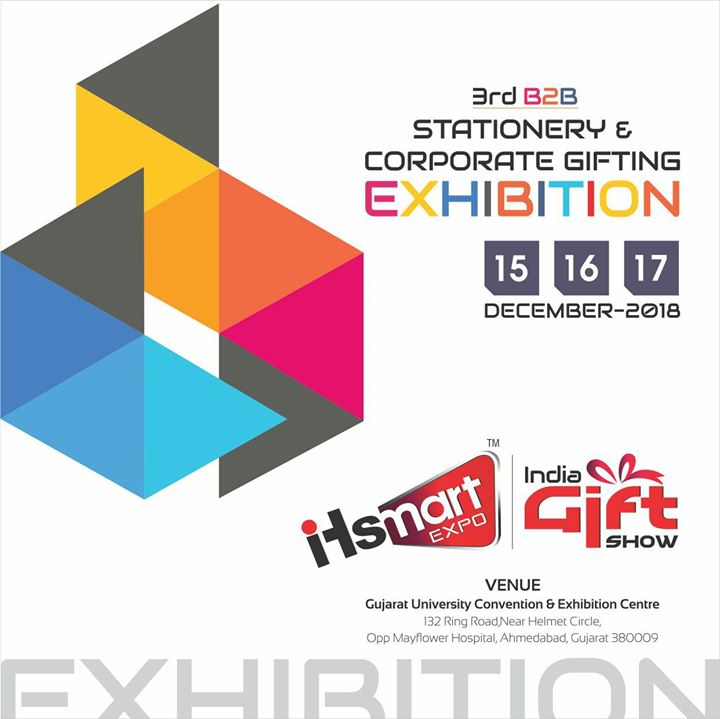 3rd B2B
STATIONERY &
CORPORATE GIFTING
EXHIBITION
15 16 17
DECEMBER-2018
itsmart EXPO TM
India
Gift
SHOW
VENUE
Gujarat University Convention & Exhibition Centre
132 Ring Road,Near Helmet Circle,
Opp Mayflower Hospital, Ahmedabad, Gujarat 380009
EXHIBITION